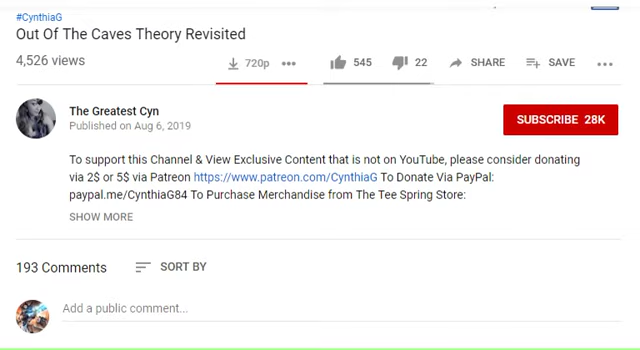 #CynthiaG
Out Of The Caves Theory Revisited
4,526 views
720p
545
22
SHARE
SAVE
The Greatest Cyn
Published on Aug 6, 2019
SUBSCRIBE 28K
To support this Channel & View Exclusive Content that is not on YouTube, please consider donating
via 2$ or 5$ via Patreon https://www.patreon.com/CynthiaG To Donate Via PayPal:
paypal.me/CynthiaG84 To Purchase Merchandise from The Tee Spring Store:
SHOW MORE
193 Comments
SORT BY
Add a public comment...